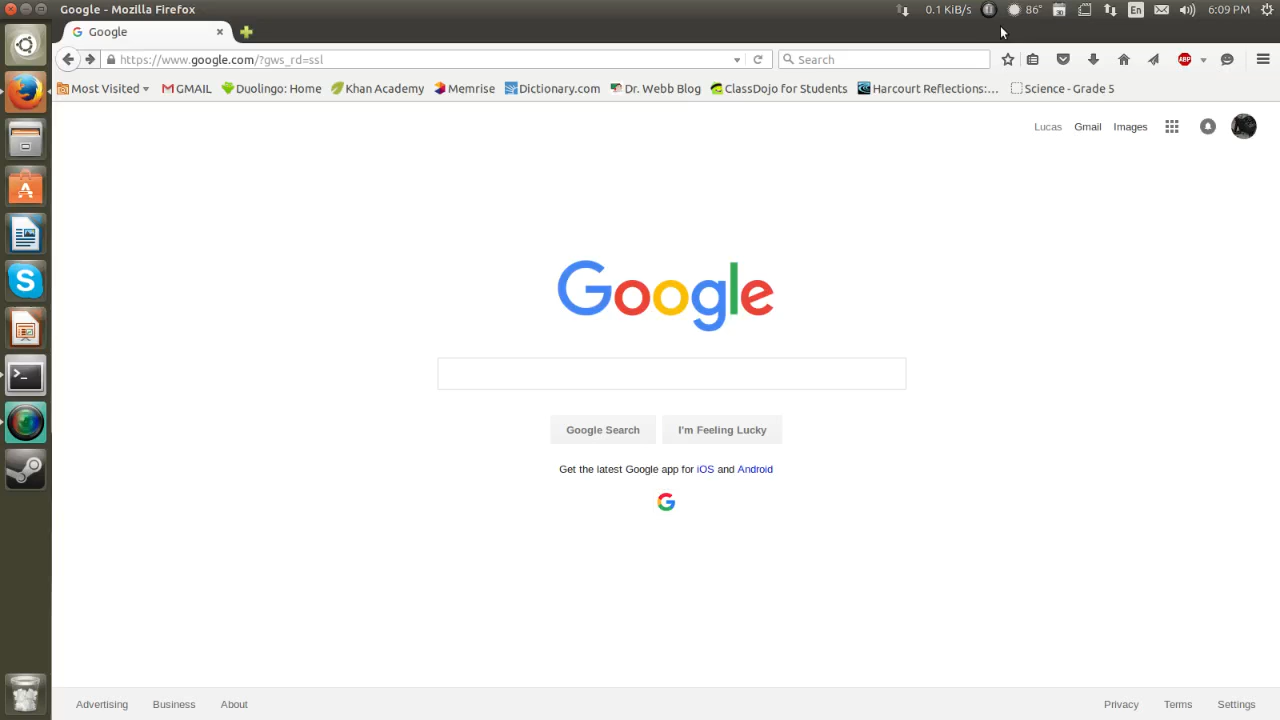 Google - Mozilla Firefox
0.1 KiB/s
86°
30
En
6:09 PM
Google
https://www.google.com/?gws_rd=ssl
Search
ABP
Most Visited
GMAIL
Duolingo: Home
Khan Academy
Memrise
Dictionary.com
Dr. Webb Blog
ClassDojo for Students
Harcourt Reflections:...
Science - Grade 5
Lucas
Gmail
Images
Google
Google Search
I'm Feeling Lucky
Get the latest Google app for iOS and Android
G
Advertising
Business
About
Privacy
Terms
Settings